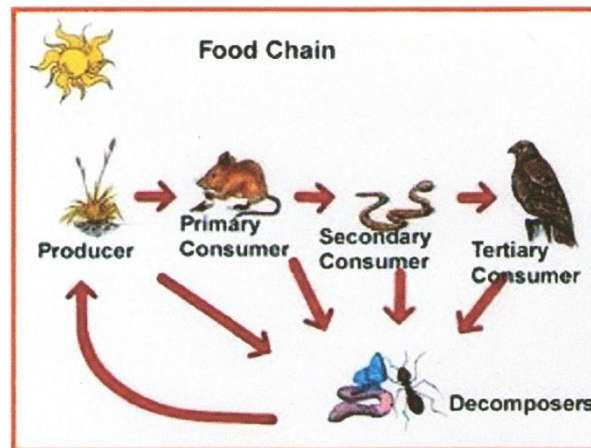 Food Chain
Producer
Primary
Consumer
Secondary
Consumer
Tertiary
Consumer
Decomposers